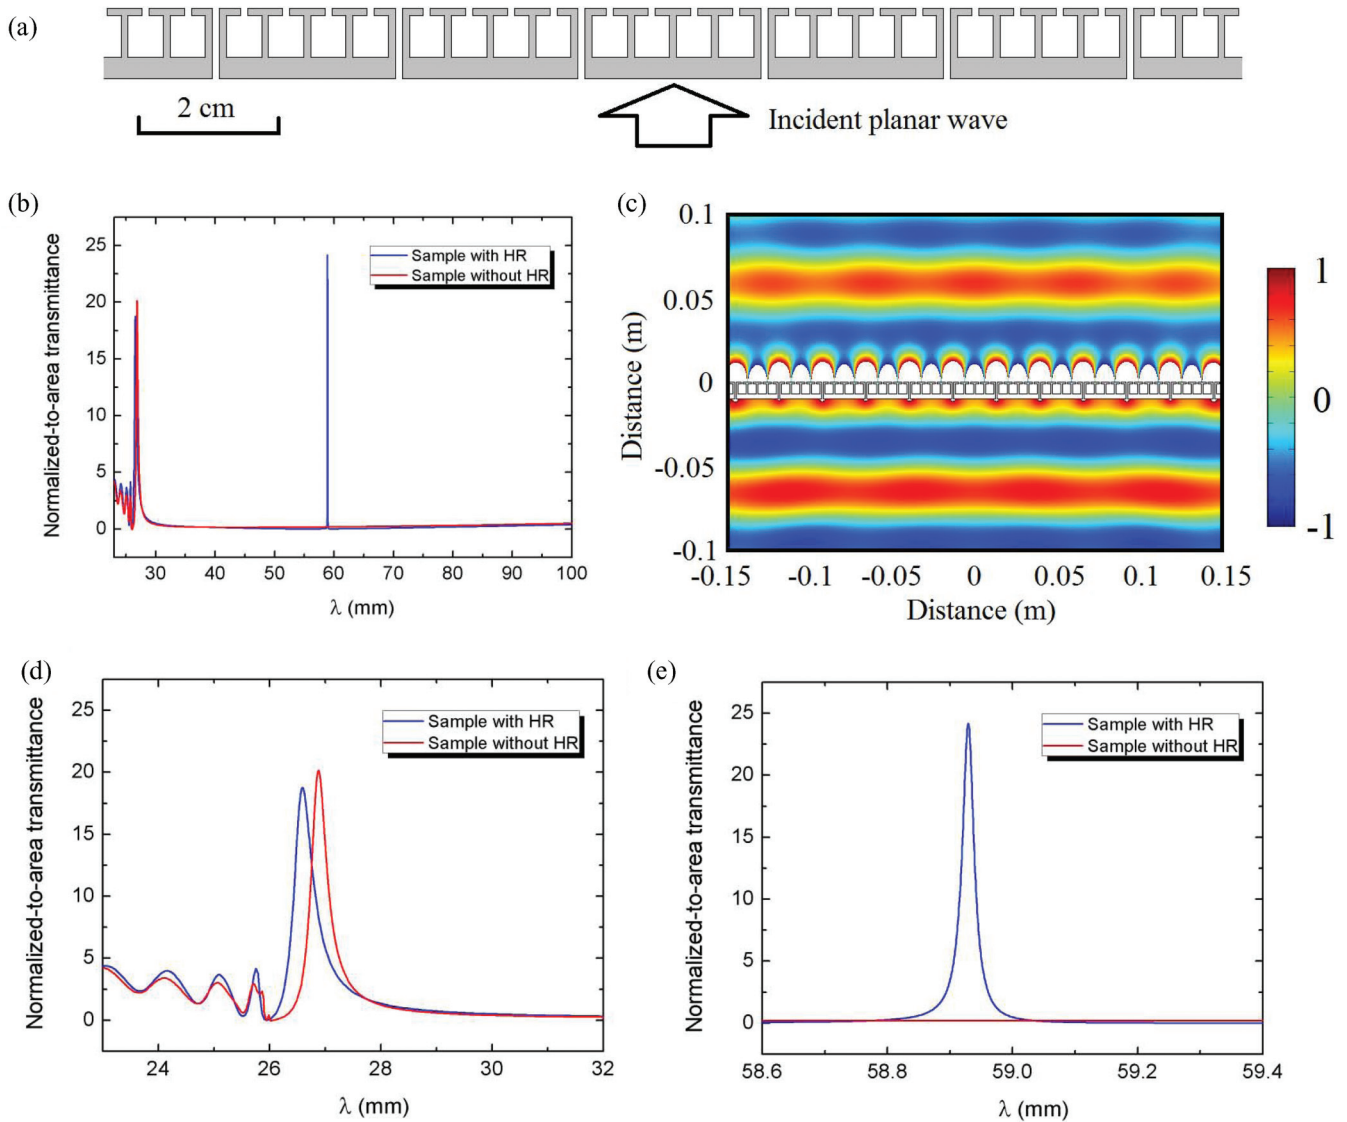 (a)
2 cm
Incident planar wave
(b)
Normalized-to-area transmittance
25
20
15
10
5
0
Sample with HR
Sample without HR
30 40 50 60 70 80 90 100
λ (mm)
(c)
Distance (m)
0.1
0.05
0
-0.05
-0.1
-0.15 -0.1 -0.05 0 0.05 0.1 0.15
Distance (m)
1
0
-1
(d)
Normalized-to-area transmittance
25
20
15
10
5
0
Sample with HR
Sample without HR
24 26 28 30 32
λ (mm)
(e)
Normalized-to-area transmittance
25
20
15
10
5
0
Sample with HR
Sample without HR
58.6 58.8 59.0 59.2 59.4
λ (mm)